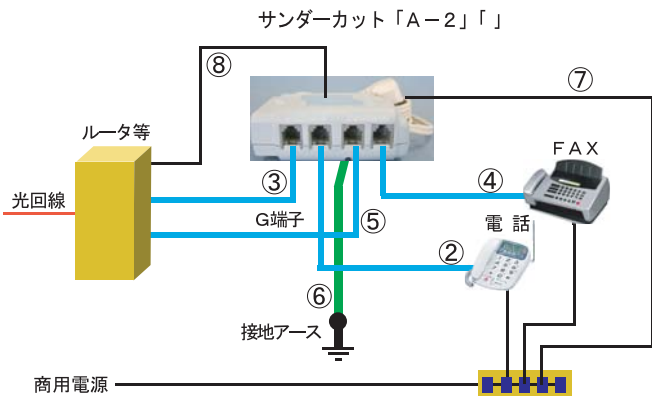 サンダーカット「A－2」「 」
⑧
⑦
ルータ等
FAX
③
④
光回線
G端子
⑤
電 話
②
⑥
接地アース
商用電源